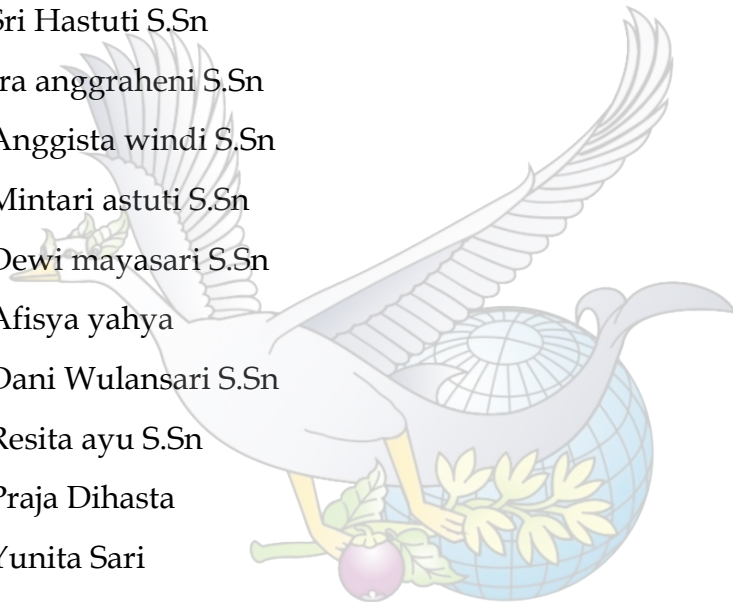 Sri Hastuti S.Sn
ra anggraheni S.Sn
Anggista windi S.Sn
Mintari astuti S.Sn
Dewi mayasari S.Sn
Afisya yahya
Dani Wulansari S.Sn
Resita ayu S.Sn
Praja Dihasta
Yunita Sari